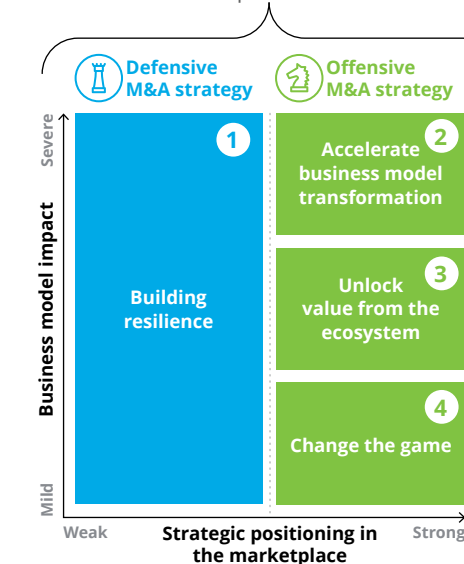 Defensive
M&A strategy
Offensive
M&A strategy
Severe
Business model impact
Mild
1
Building
resilience
2
Accelerate
business model
transformation
3
Unlock
value from the
ecosystem
4
Change the game
Weak
Strategic positioning in
the marketplace
Strong